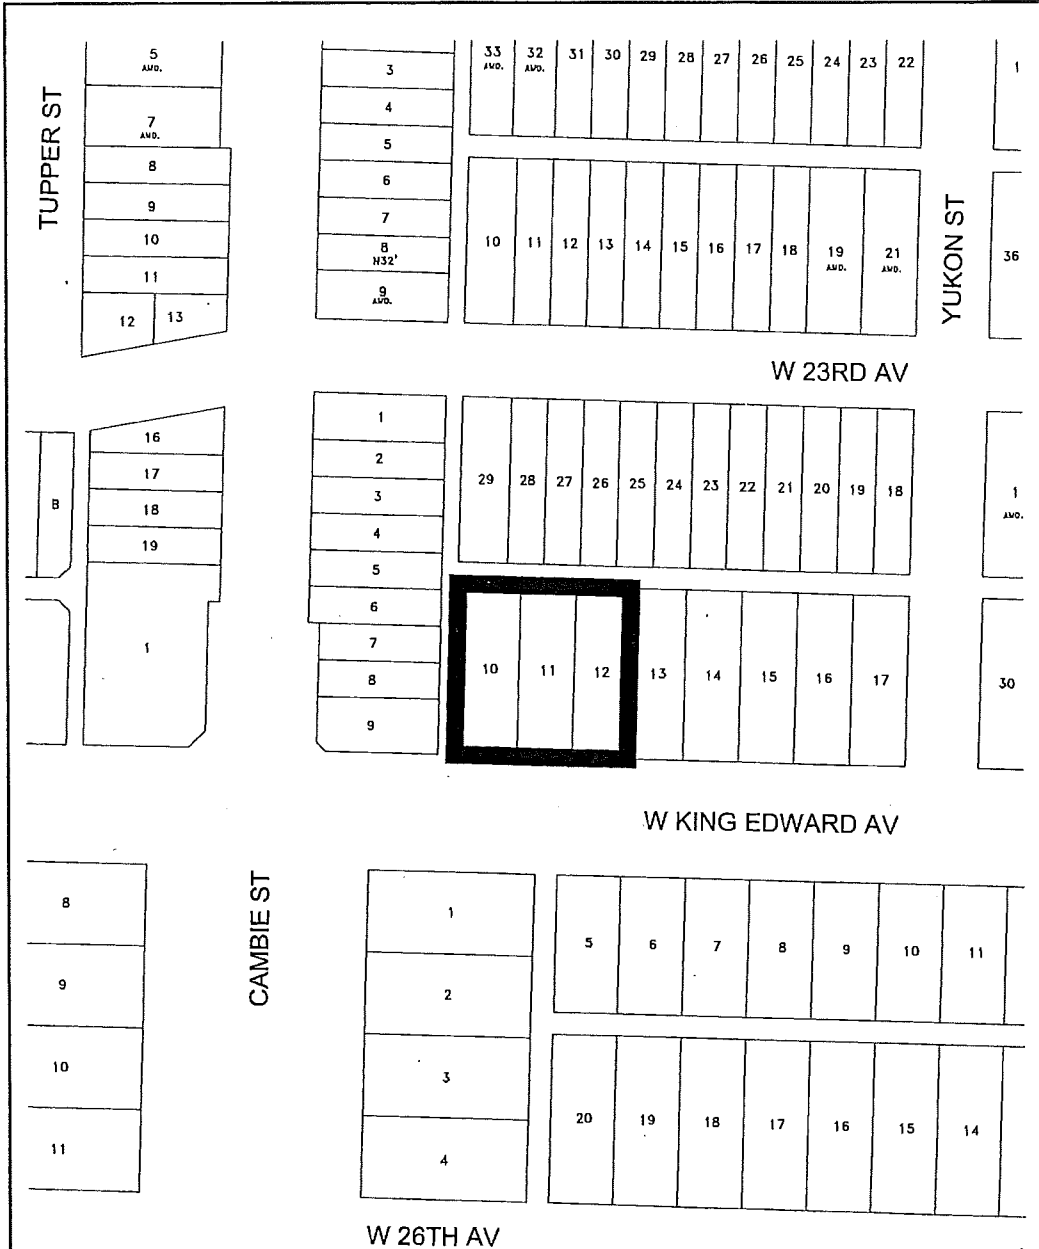 5
AMD.
7
AMD.
8
9
10
11
12 13
TUPPER ST
3
4
5
6
7
8
N32'
9
AMD.
33 32 31 30 29 28 27 26 25 24 23 22
AMD. AMD.
1
10 11 12 13 14 15 16 17 18 19 21
AMD. AMD.
YUKON ST
36
W 23RD AV
16
17
18
19
B
1
1
2
3
4
5
6
7
8
9
29 28 27 26 25 24 23 22 21 20 19 18
1
AMD.
10 11 12 13 14 15 16 17
30
W KING EDWARD AV
8
9
10
11
CAMBIE ST
1
2
3
4
5 6 7 8 9 10 11
20 19 18 17 16 15 14
W 26TH AV